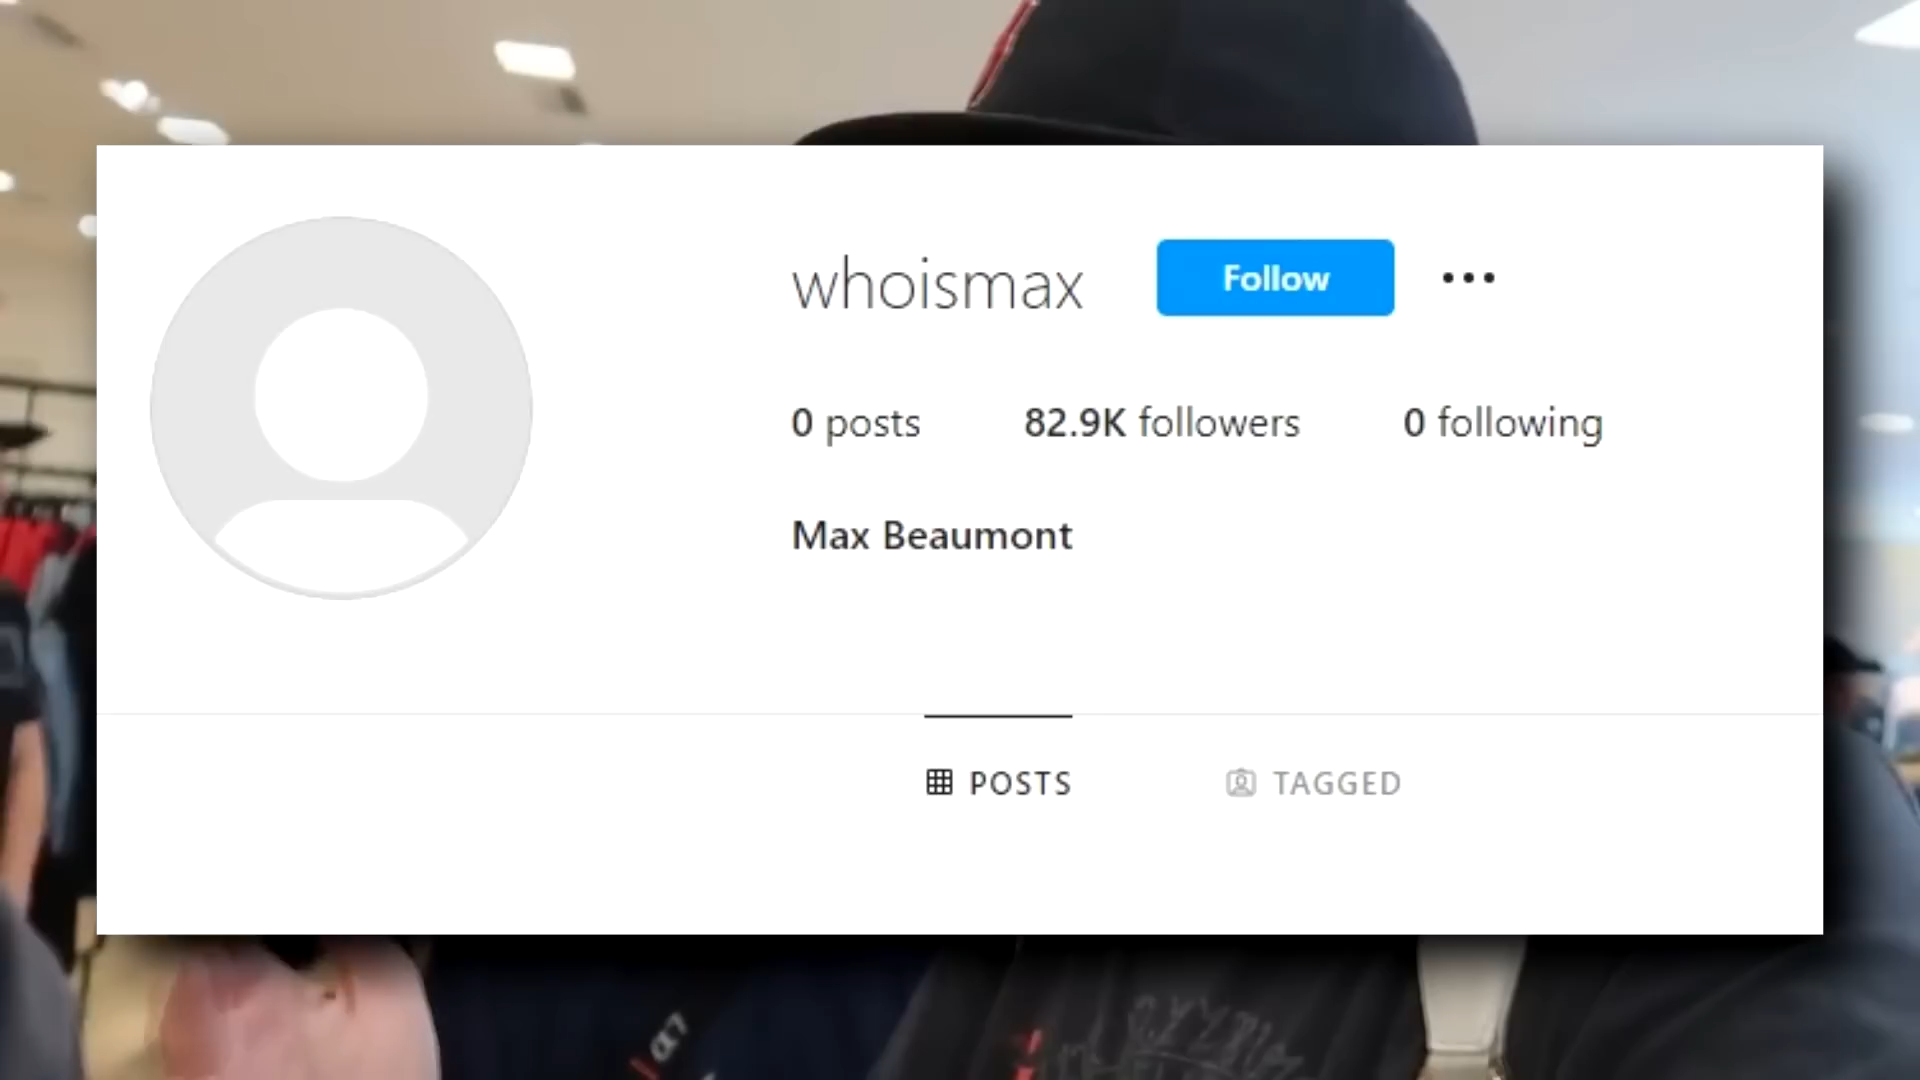 whoismax Follow
0 posts 82.9K followers 0 following
Max Beaumont
POSTS TAGGED